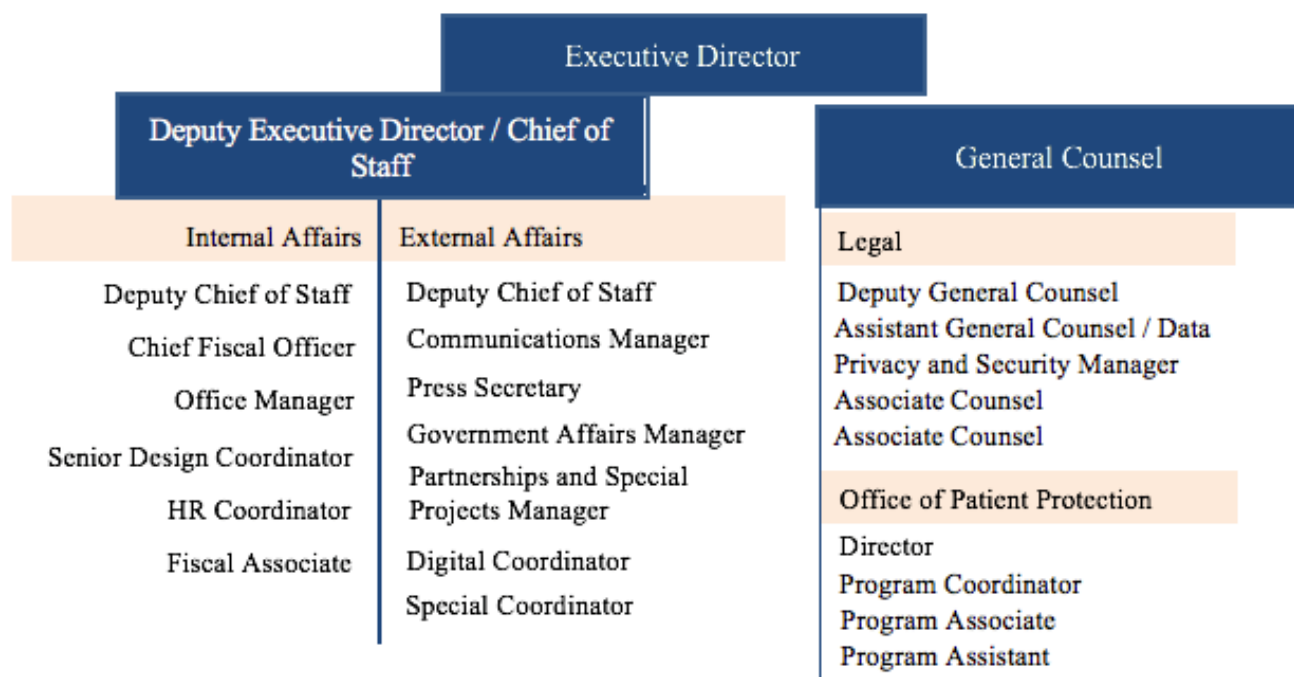 Executive Director
Deputy Executive Director / Chief of
Staff
Internal Affairs
Deputy Chief of Staff
Chief Fiscal Officer
Office Manager
Senior Design Coordinator
HR Coordinator
Fiscal Associate
External Affairs
Deputy Chief of Staff
Communications Manager
Press Secretary
Government Affairs Manager
Partnerships and Special
Projects Manager
Digital Coordinator
Special Coordinator
General Counsel
Legal
Deputy General Counsel
Assistant General Counsel / Data
Privacy and Security Manager
Associate Counsel
Associate Counsel
Office of Patient Protection
Director
Program Coordinator
Program Associate
Program Assistant